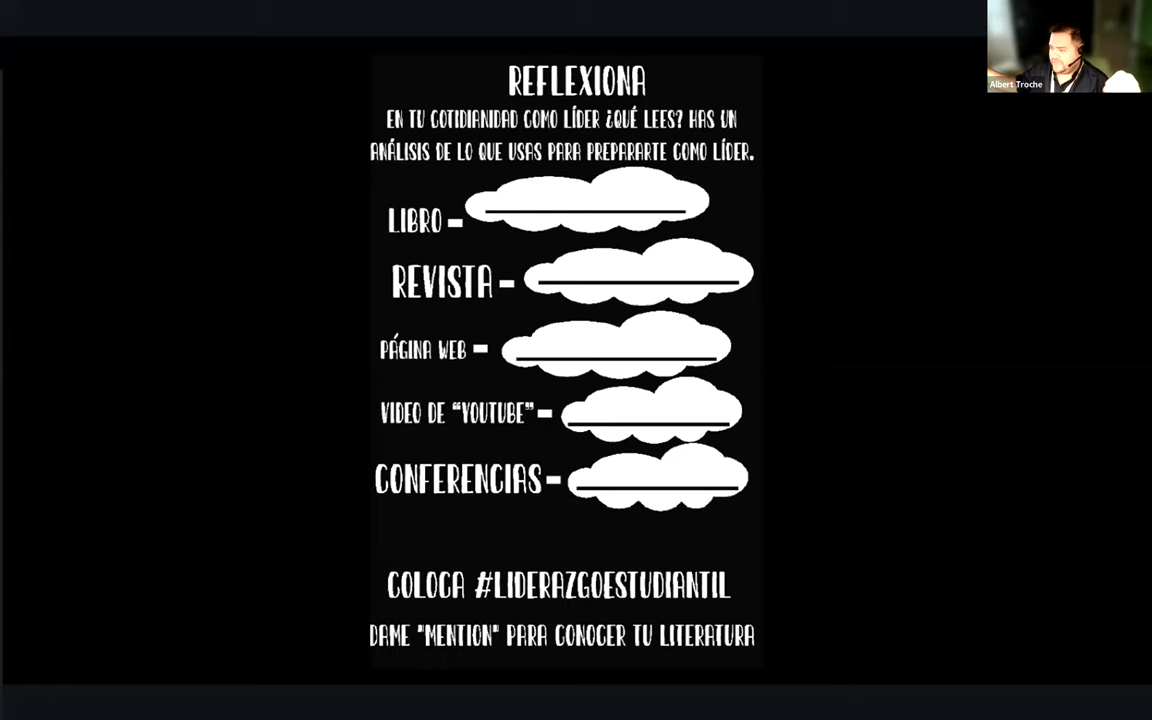 Albert Troche
REFLEXIONA
EN TU COTIDIANIDAD COMO LÍDER ¿QUÉ LEES? HAS UN
ANÁLISIS DE LO QUE USAS PARA PREPARARTE COMO LÍDER.
LIBRO -
REVISTA -
PÁGINA WEB -
VIDEO DE "YOUTUBE" -
CONFERENCIAS -
COLOCA #LIDERAZGOESTUDIANTIL
DAME "MENTION" PARA CONOCER TU LITERATURA